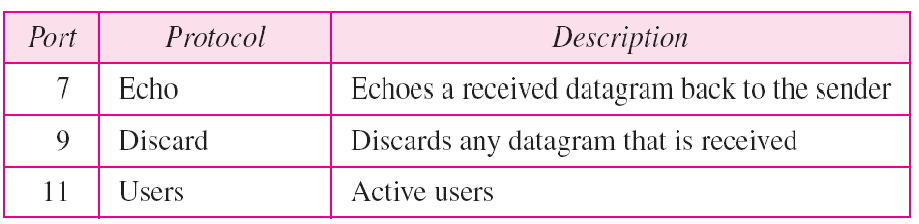 Port Protocol Description
7 Echo Echoes a received datagram back to the sender
9 Discard Discards any datagram that is received
11 Users Active users